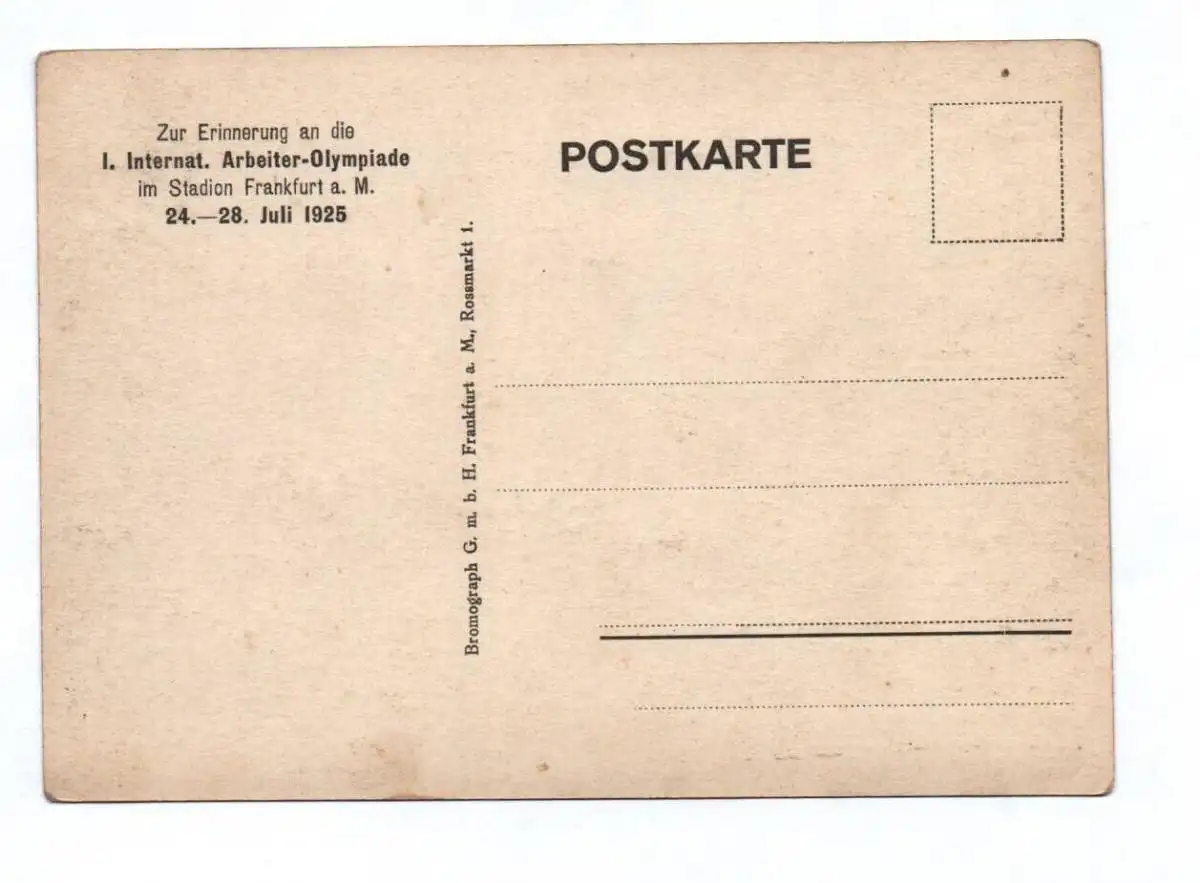 Zur Erinnerung an die
I. Internat. Arbeiter-Olympiade
im Stadion Frankfurt a. M.
24.—28. Juli 1925
POSTKARTE
Bromograph G. m. b. H. Frankfurt a. M., Rossmarkt 1.